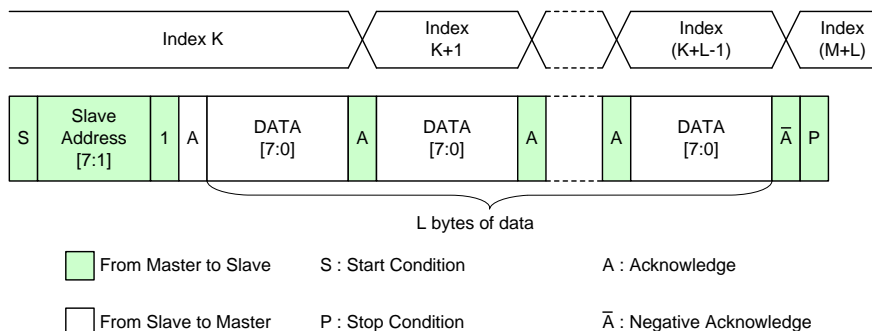 Index K
Index
K+1
Index
(K+L-1)
Index
(M+L)
S
Slave
Address
[7:1]
1
A
DATA
[7:0]
A
DATA
[7:0]
A
A
DATA
[7:0]
A̅
P
L bytes of data
From Master to Slave
S : Start Condition
A : Acknowledge
From Slave to Master
P : Stop Condition
A̅ : Negative Acknowledge